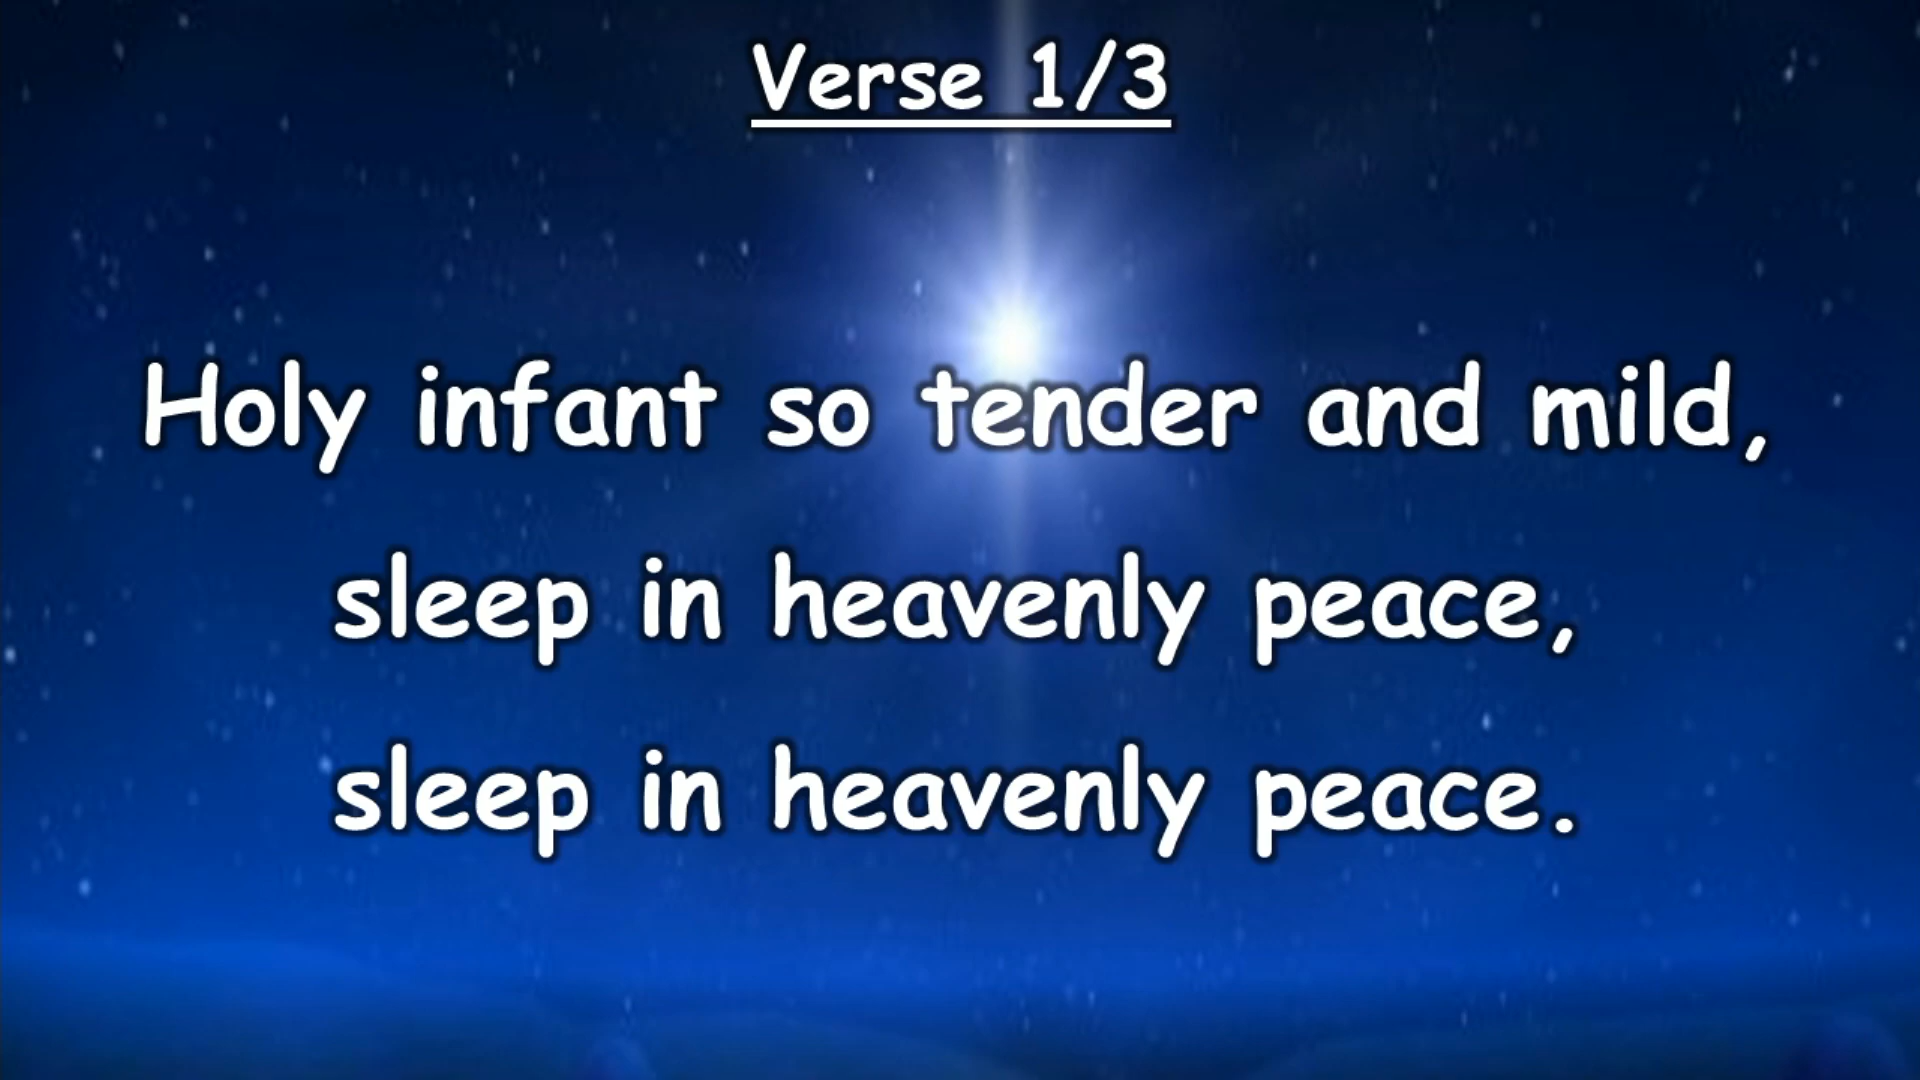 Verse 1/3
Holy infant so tender and mild,
sleep in heavenly peace,
sleep in heavenly peace.